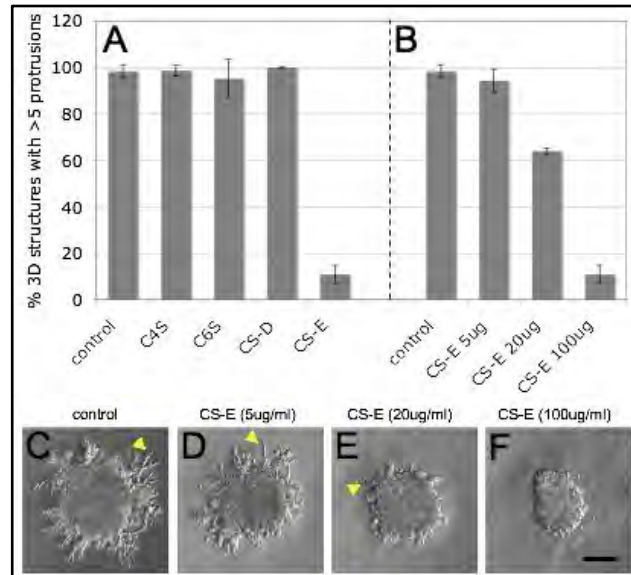 A
B
% 3D structures with >5 protrusions
120
100
80
60
40
20
0
control
C4S
C6S
CS-D
CS-E
control
CS-E 5ug
CS-E 20ug
CS-E 100ug
control
CS-E (5ug/ml)
CS-E (20ug/ml)
CS-E (100ug/ml)
C
D
E
F